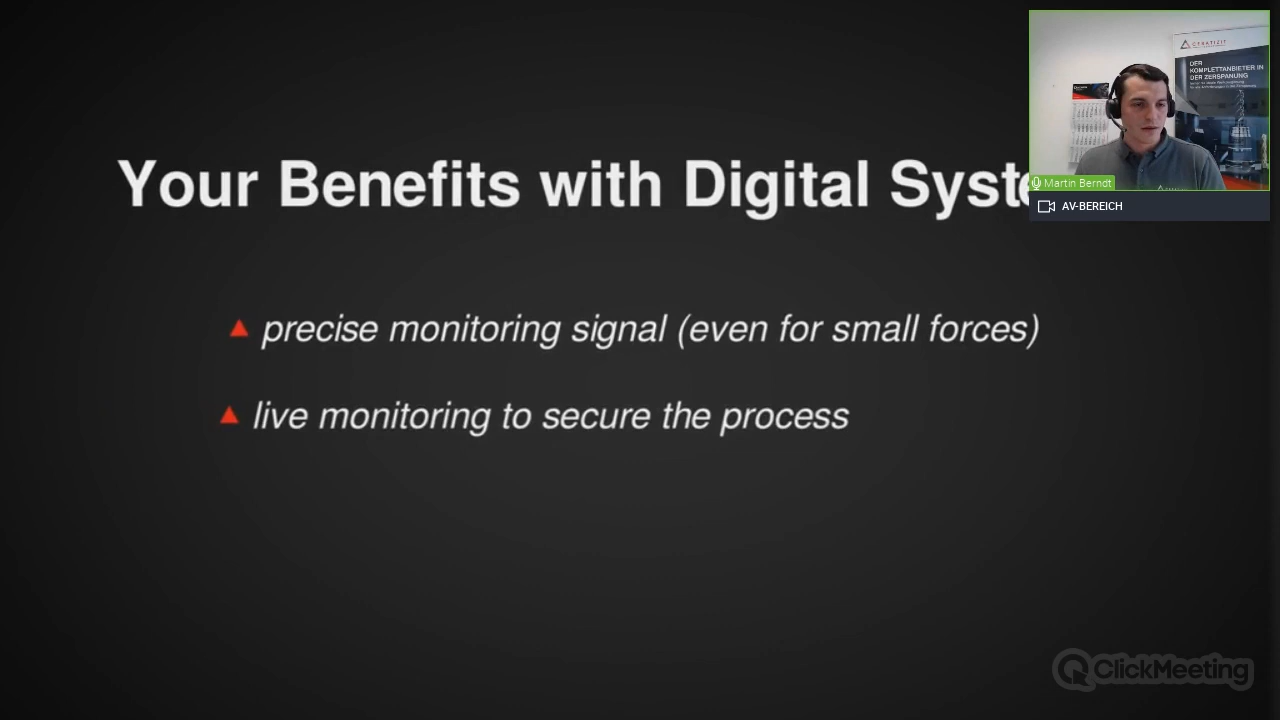 CERATIZIT
DER
KOMPLETTANBIETER IN
DER ZERSPANUNG
Martin Berndt
AV-BEREICH
Your Benefits with Digital Syste
▲ precise monitoring signal (even for small forces)
▲ live monitoring to secure the process
ClickMeeting